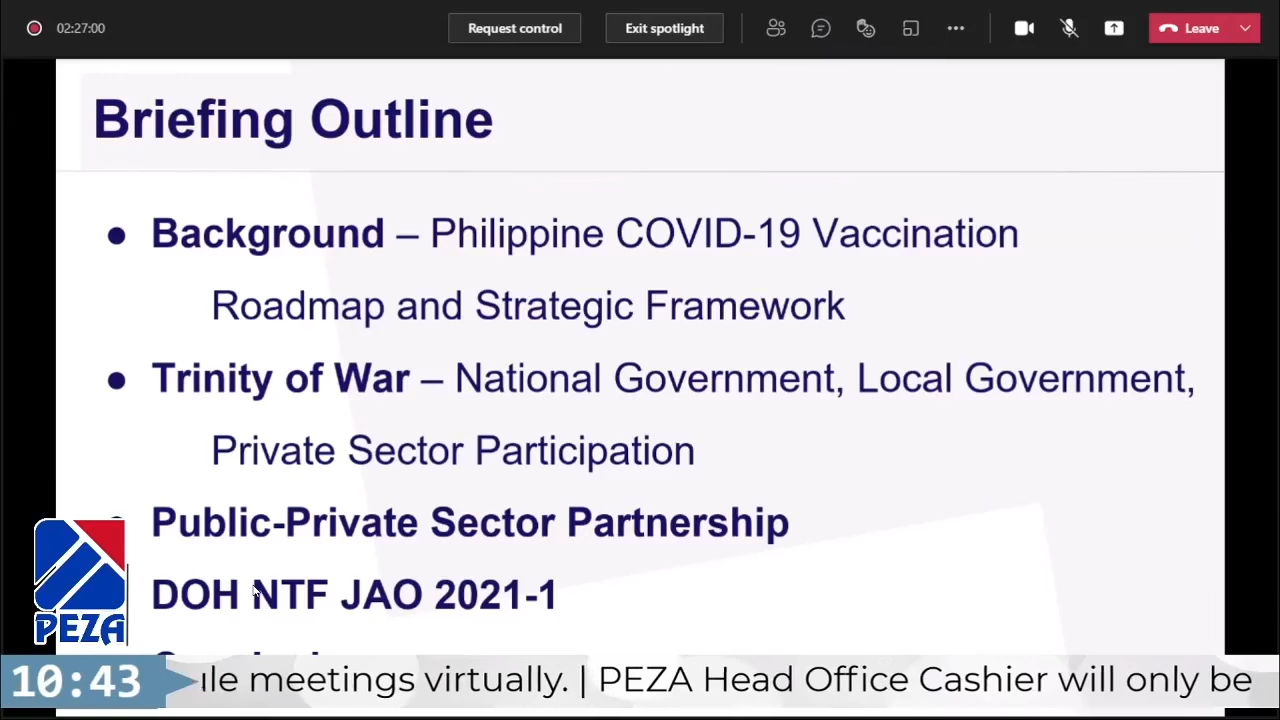 02:27:00
Request control
Exit spotlight
Leave
Briefing Outline
● Background – Philippine COVID-19 Vaccination
Roadmap and Strategic Framework
● Trinity of War – National Government, Local Government,
Private Sector Participation
Public-Private Sector Partnership
DOH NTF JAO 2021-1
PEZA
10:43
meetings virtually. | PEZA Head Office Cashier will only be